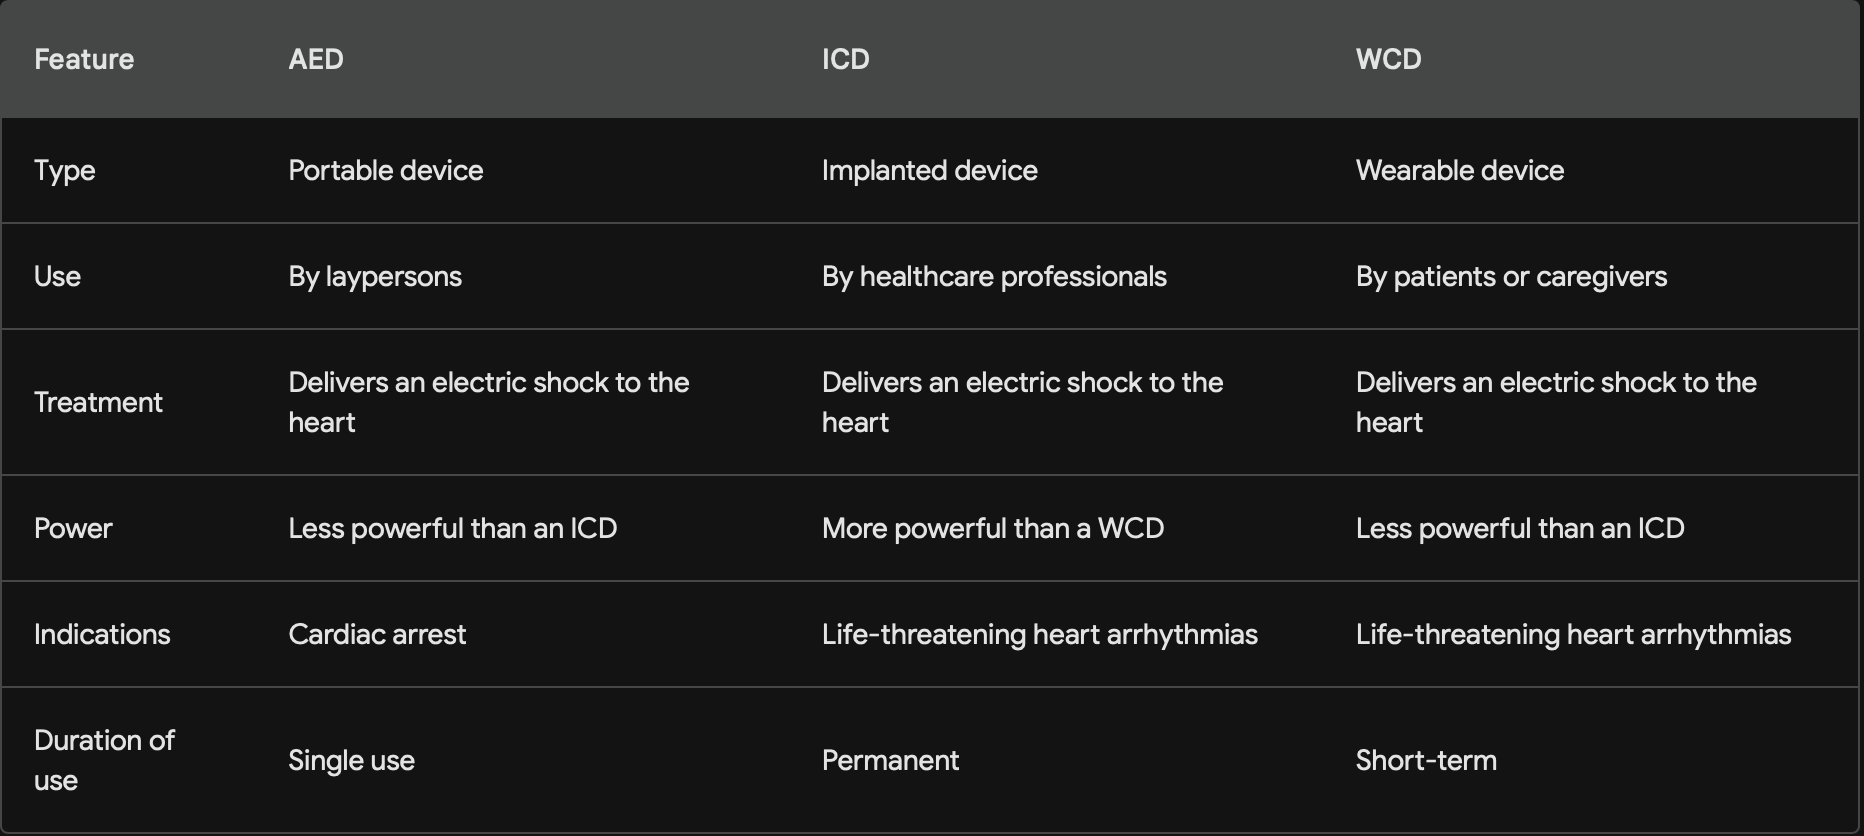 Feature AED ICD WCD
Type Portable device Implanted device Wearable device
Use By laypersons By healthcare professionals By patients or caregivers
Treatment
Delivers an electric shock to the
heart
Delivers an electric shock to the
heart
Delivers an electric shock to the
heart
Power Less powerful than an ICD More powerful than a WCD Less powerful than an ICD
Indications Cardiac arrest Life-threatening heart arrhythmias Life-threatening heart arrhythmias
Duration of
use
Single use Permanent Short-term